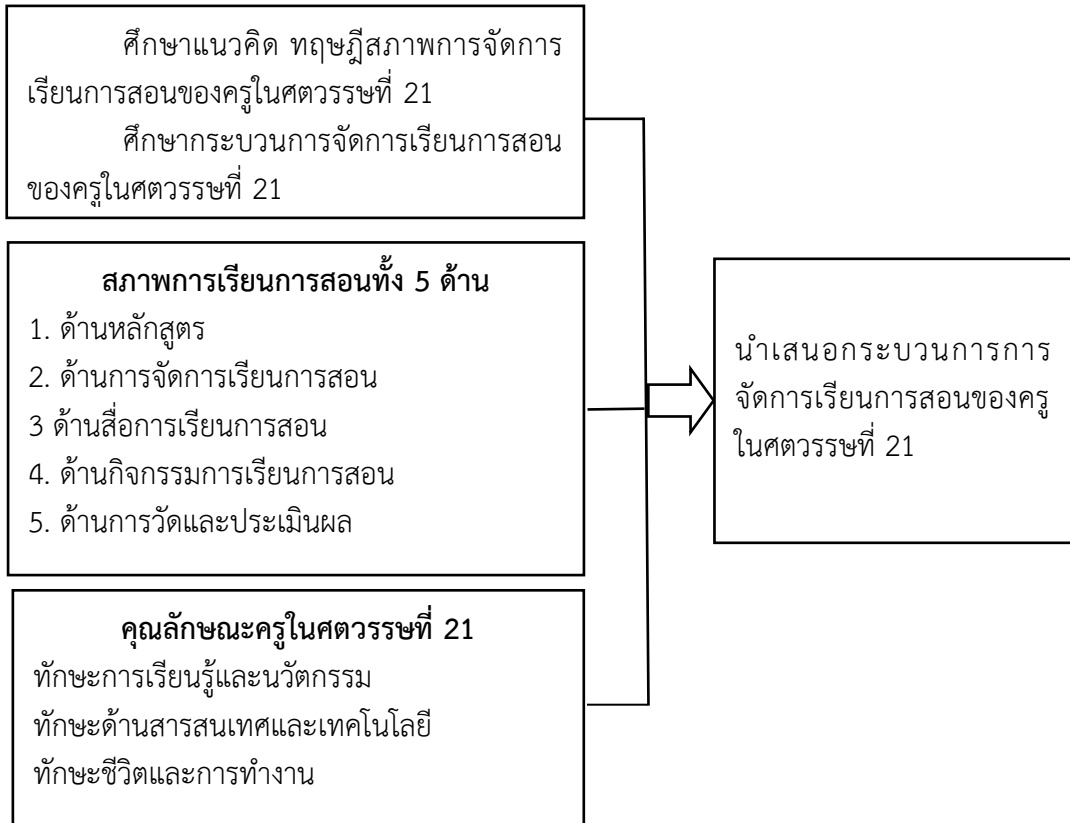 ศึกษาแนวคิด ทฤษฎีสภาพการจัดการ
เรียนการสอนของครูในศตวรรษที่ 21
ศึกษากระบวนการจัดการเรียนการสอน
ของครูในศตวรรษที่ 21
สภาพการเรียนการสอนทั้ง 5 ด้าน
1. ด้านหลักสูตร
2. ด้านการจัดการเรียนการสอน
3 ด้านสื่อการเรียนการสอน
4. ด้านกิจกรรมการเรียนการสอน
5. ด้านการวัดและประเมินผล
คุณลักษณะครูในศตวรรษที่ 21
ทักษะการเรียนรู้และนวัตกรรม
ทักษะด้านสารสนเทศและเทคโนโลยี
ทักษะชีวิตและการทำงาน
นำเสนอกระบวนการการ
จัดการเรียนการสอนของครู
ในศตวรรษที่ 21